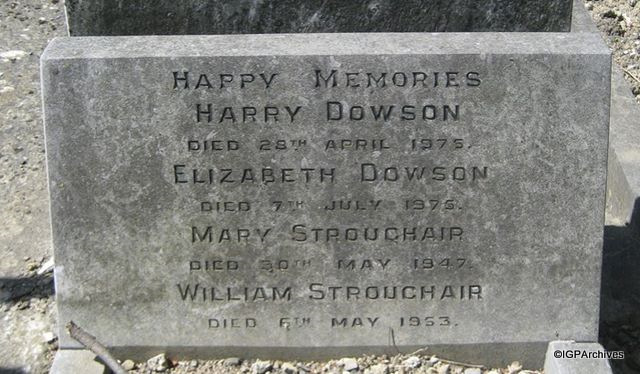 HAPPY MEMORIES
HARRY DOWSON
DIED 28TH APRIL 1975.
ELIZABETH DOWSON
DIED 7TH JULY 1975.
MARY STROUCHAIR
DIED 30TH MAY 1947.
WILLIAM STROUCHAIR
DIED 6TH MAY 1953.
©IGPArchives